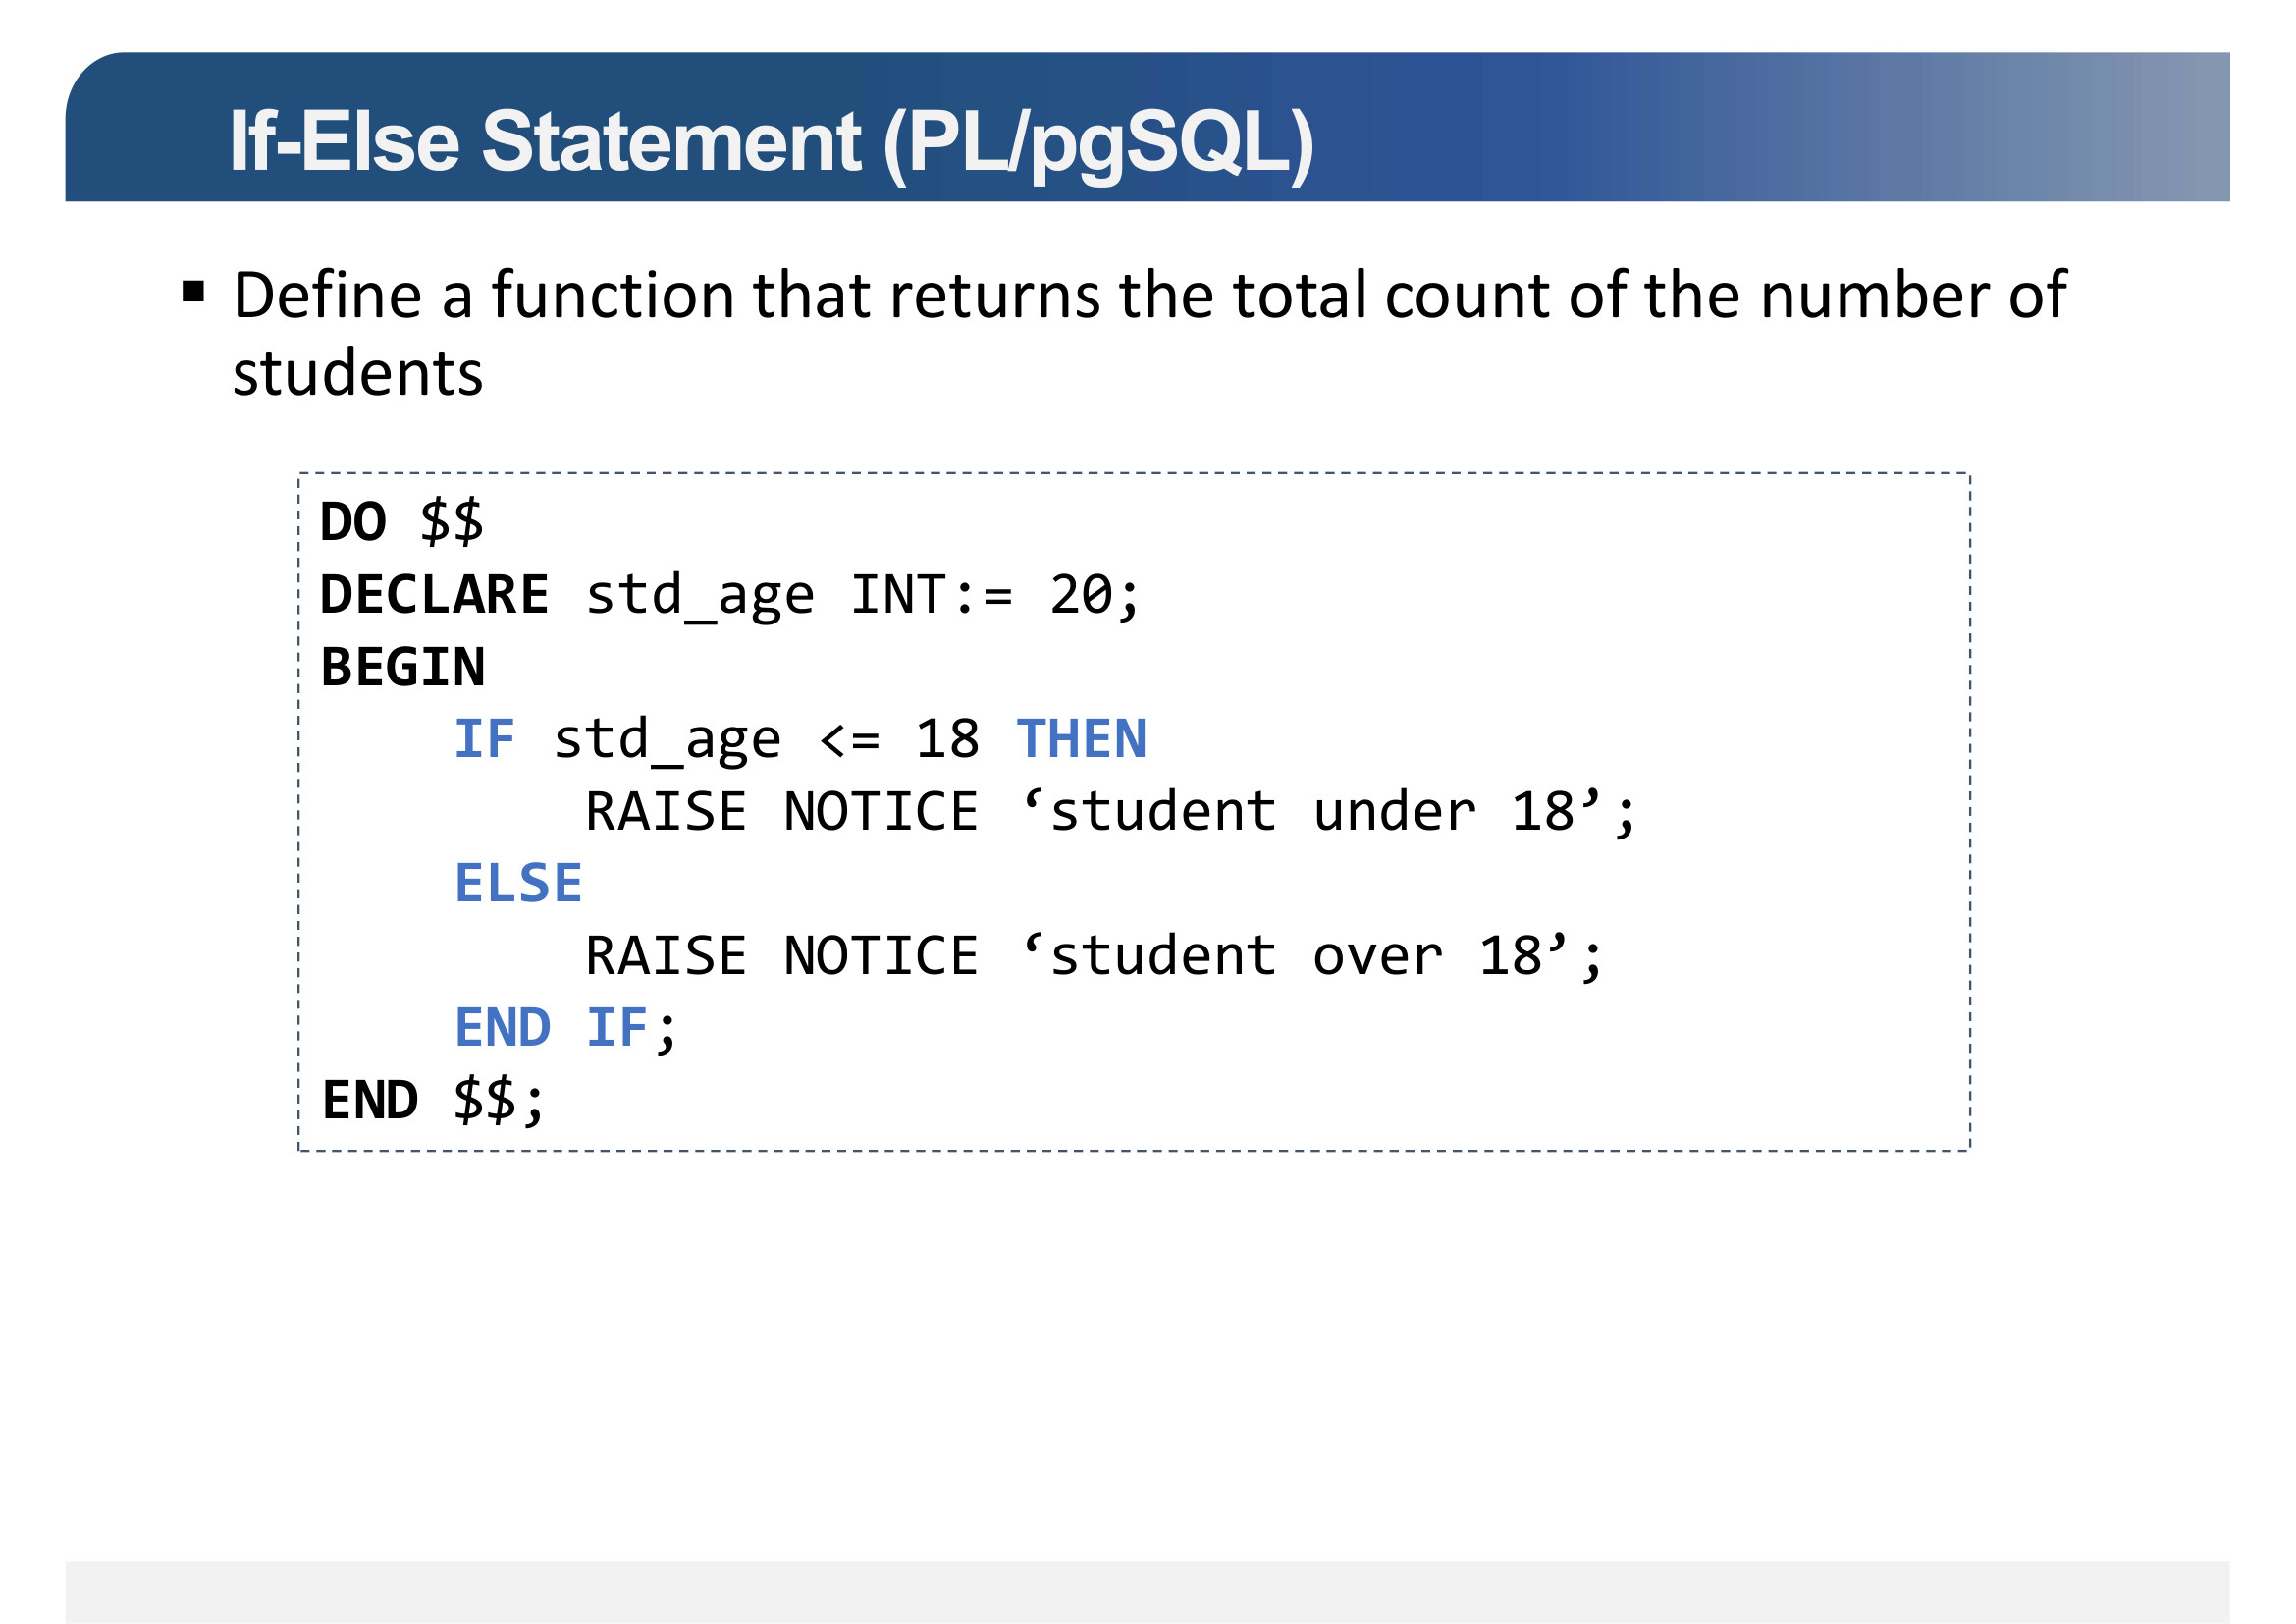 If-Else Statement (PL/pgSQL)
▪ Define a function that returns the total count of the number of
students
DO $$
DECLARE std_age INT:= 20;
BEGIN
    IF std_age <= 18 THEN
        RAISE NOTICE ‘student under 18’;
    ELSE
        RAISE NOTICE ‘student over 18’;
    END IF;
END $$;